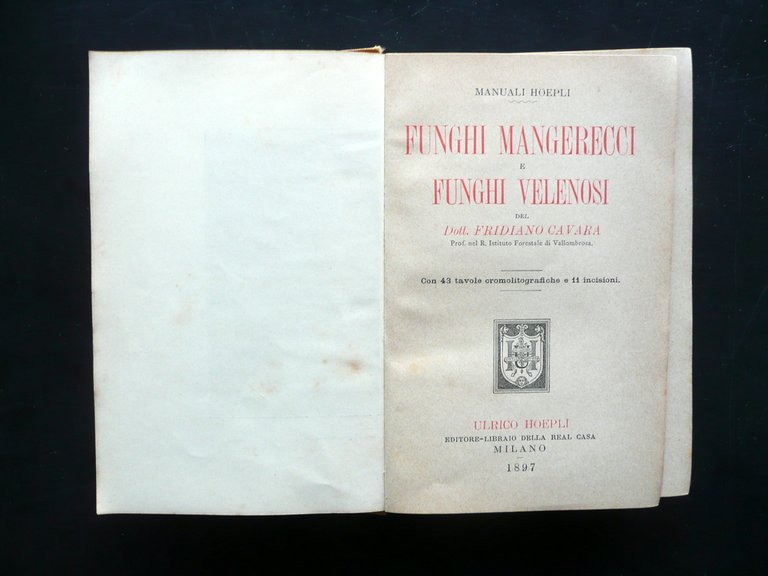 MANUALI HOEPLI
FUNGHI MANGERECCI
E
FUNGHI VELENOSI
DEL
Dott. FRIDIANO CAVARA
Prof. nel R. Istituto Forestale di Vallombrosa,
Con 43 tavole cromolitografiche e 11 incisioni.
ULRICO HOEPLI
EDITORE-LIBRAIO DELLA REAL CASA
MILANO
1897